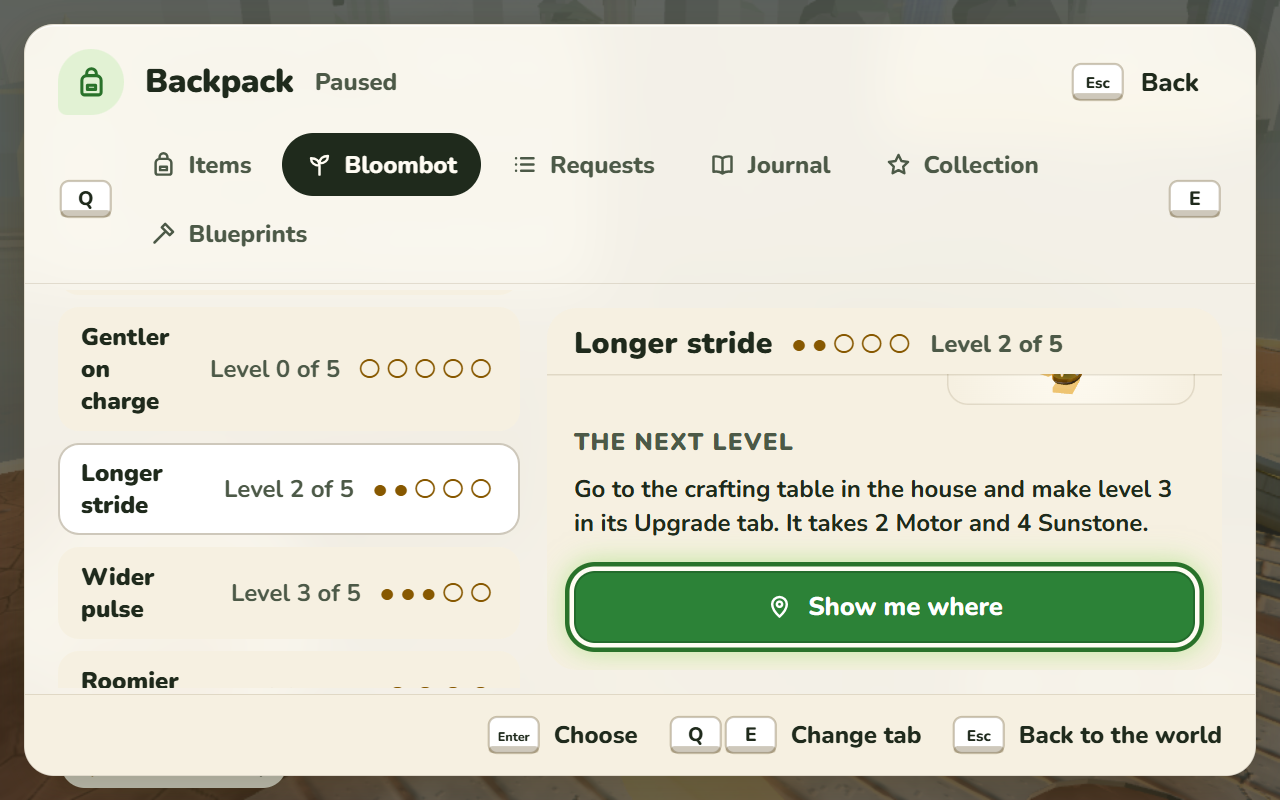 Backpack Paused
Esc Back
Items
Bloombot
Requests
Journal
Collection
Q
E
Blueprints
Gentler on charge
Level 0 of 5
Longer stride
Level 2 of 5
Wider pulse
Level 3 of 5
Roomier
Longer stride
Level 2 of 5
THE NEXT LEVEL
Go to the crafting table in the house and make level 3
in its Upgrade tab. It takes 2 Motor and 4 Sunstone.
Show me where
Enter Choose
Q E Change tab
Esc Back to the world